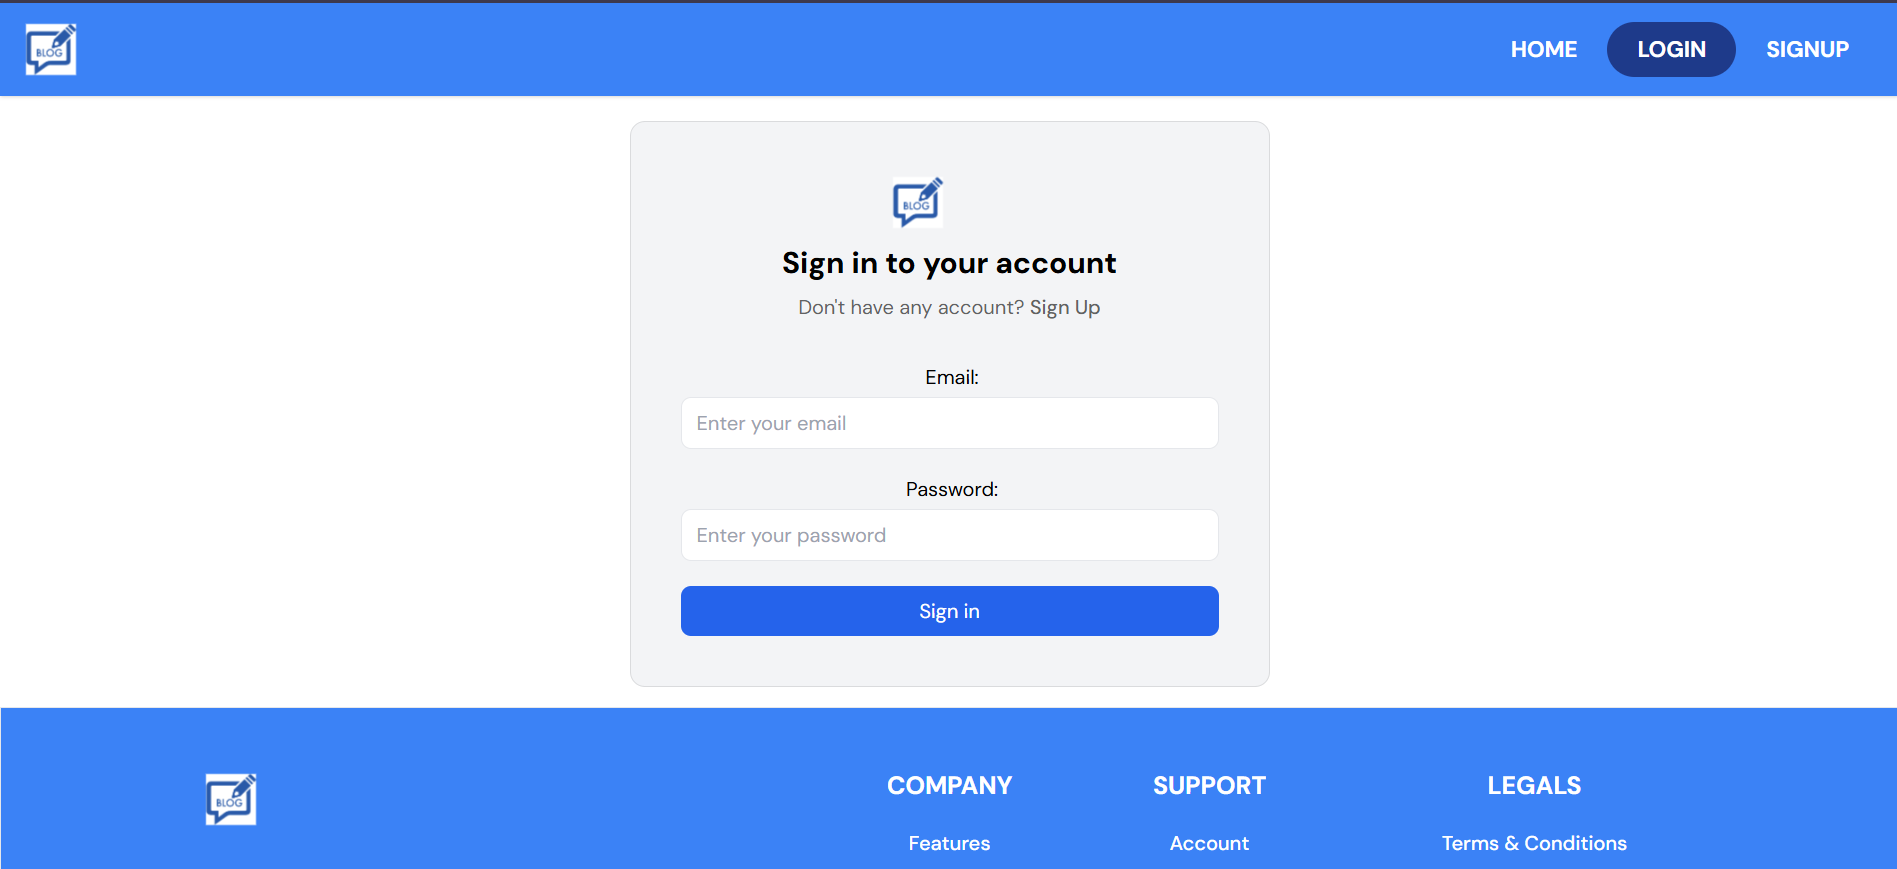 BLOG
HOME LOGIN SIGNUP
BLOG
Sign in to your account
Don't have any account? Sign Up
Email:
Enter your email
Password:
Enter your password
Sign in
BLOG
COMPANY SUPPORT LEGALS
Features Account Terms & Conditions